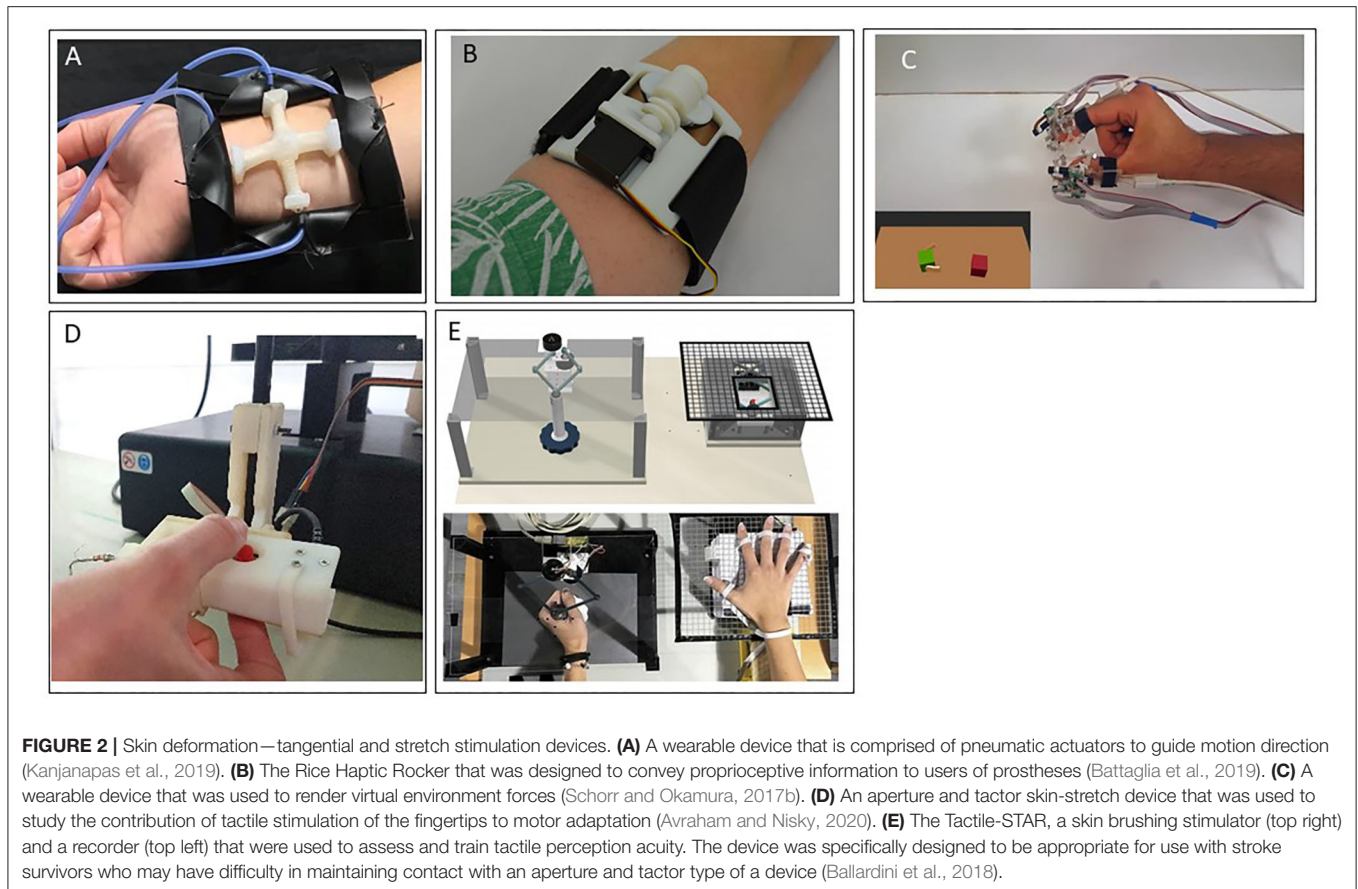 A
B
C
D
E
FIGURE 2 | Skin deformation—tangential and stretch stimulation devices. (A) A wearable device that is comprised of pneumatic actuators to guide motion direction
(Kanjanapas et al., 2019). (B) The Rice Haptic Rocker that was designed to convey proprioceptive information to users of prostheses (Battaglia et al., 2019). (C) A
wearable device that was used to render virtual environment forces (Schorr and Okamura, 2017b). (D) An aperture and tactor skin-stretch device that was used to
study the contribution of tactile stimulation of the fingertips to motor adaptation (Avraham and Nisky, 2020). (E) The Tactile-STAR, a skin brushing stimulator (top right)
and a recorder (top left) that were used to assess and train tactile perception acuity. The device was specifically designed to be appropriate for use with stroke
survivors who may have difficulty in maintaining contact with an aperture and tactor type of a device (Ballardini et al., 2018).